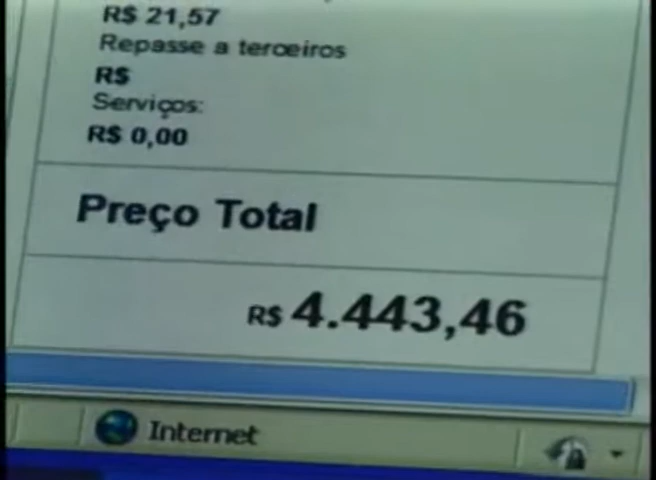 R$ 21,57
Repasse a terceiros
R$
Serviços:
R$ 0,00
Preço Total
R$ 4.443,46
Internet